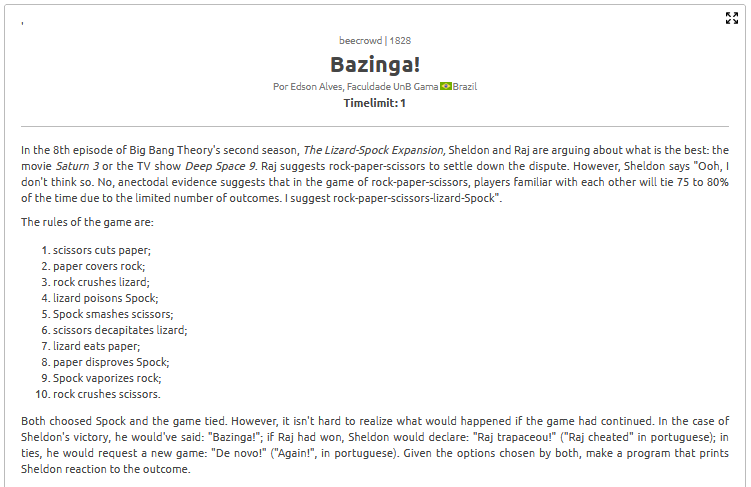 ,
beecrowd | 1828
Bazinga!
Por Edson Alves, Faculdade UnB Gama Brazil
Timelimit: 1
In the 8th episode of Big Bang Theory's second season, The Lizard-Spock Expansion, Sheldon and Raj are arguing about what is the best: the
movie Saturn 3 or the TV show Deep Space 9. Raj suggests rock-paper-scissors to settle down the dispute. However, Sheldon says "Ooh, I
don't think so. No, anectodal evidence suggests that in the game of rock-paper-scissors, players familiar with each other will tie 75 to 80%
of the time due to the limited number of outcomes. I suggest rock-paper-scissors-lizard-Spock".
The rules of the game are:
1. scissors cuts paper;
2. paper covers rock;
3. rock crushes lizard;
4. lizard poisons Spock;
5. Spock smashes scissors;
6. scissors decapitates lizard;
7. lizard eats paper;
8. paper disproves Spock;
9. Spock vaporizes rock;
10. rock crushes scissors.
Both choosed Spock and the game tied. However, it isn't hard to realize what would happened if the game had continued. In the case of
Sheldon's victory, he would've said: "Bazinga!"; if Raj had won, Sheldon would declare: "Raj trapaceou!" ("Raj cheated" in portuguese); in
ties, he would request a new game: "De novo!" ("Again!", in portuguese). Given the options chosen by both, make a program that prints
Sheldon reaction to the outcome.